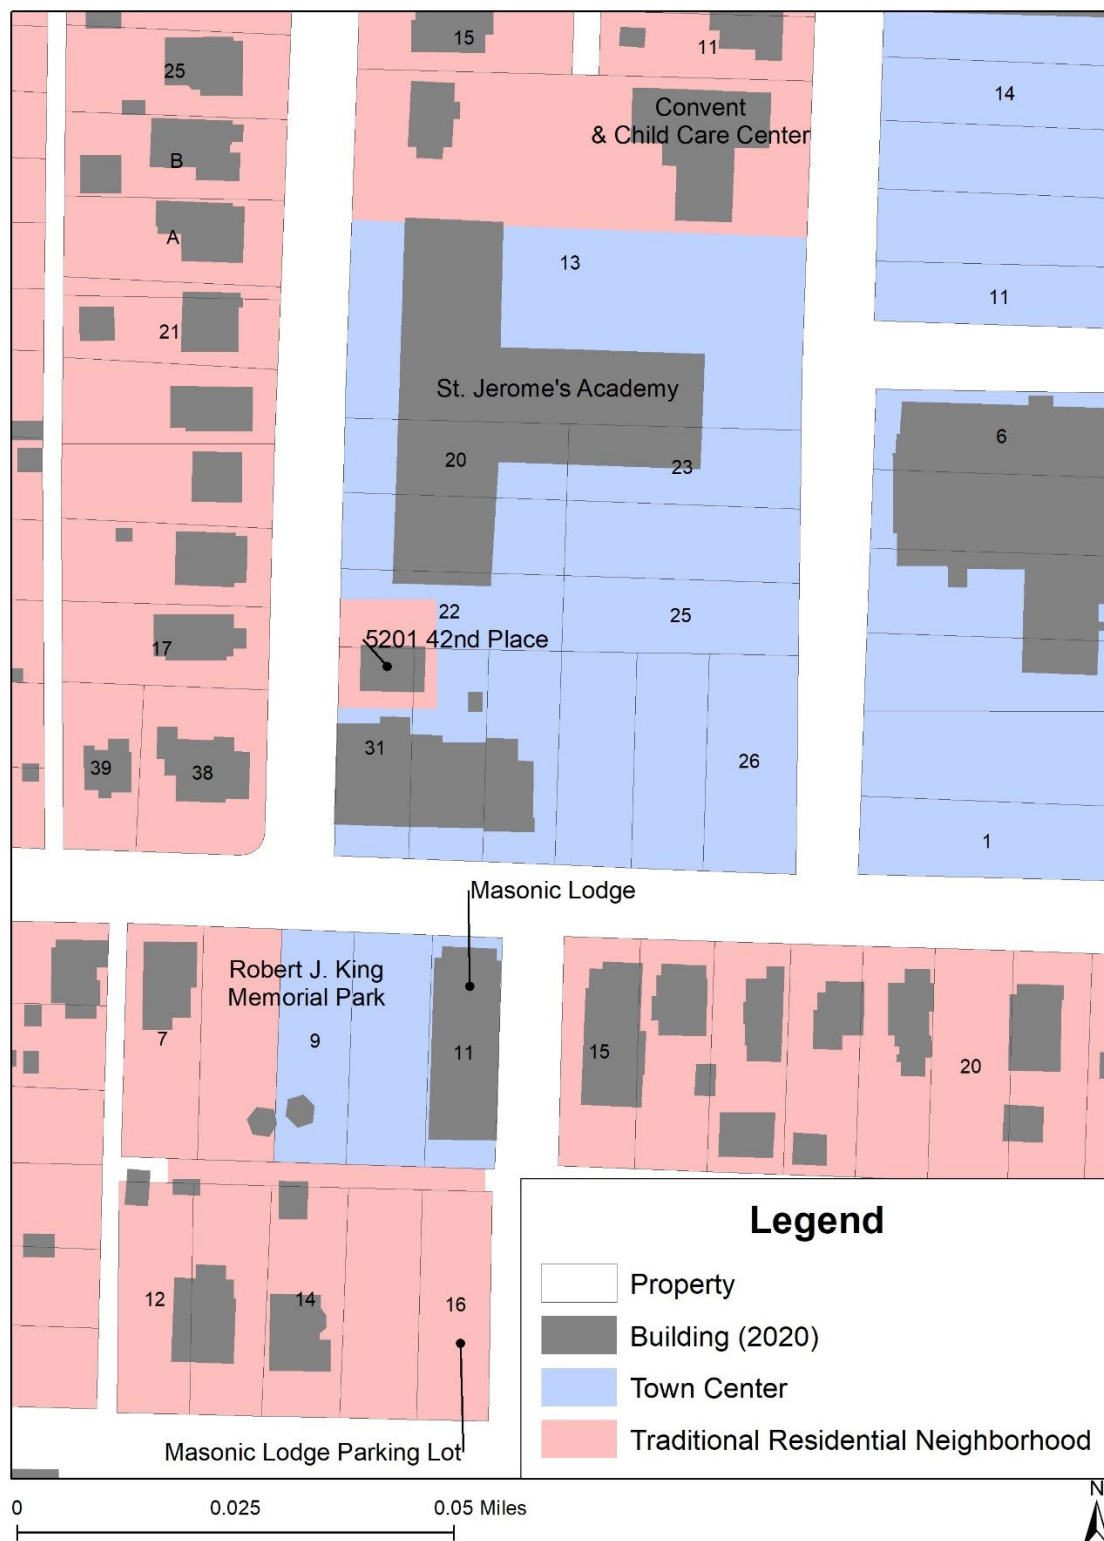 15
11
25
14
Convent
& Child Care Center
B
A
13
11
21
St. Jerome's Academy
6
20
23
22
25
5201 42nd Place
17
31
26
39
38
1
Masonic Lodge
Robert J. King
Memorial Park
7
9
11
15
20
12
14
16
Masonic Lodge Parking Lot
Legend
Property
Building (2020)
Town Center
Traditional Residential Neighborhood
0
0.025
0.05 Miles
N